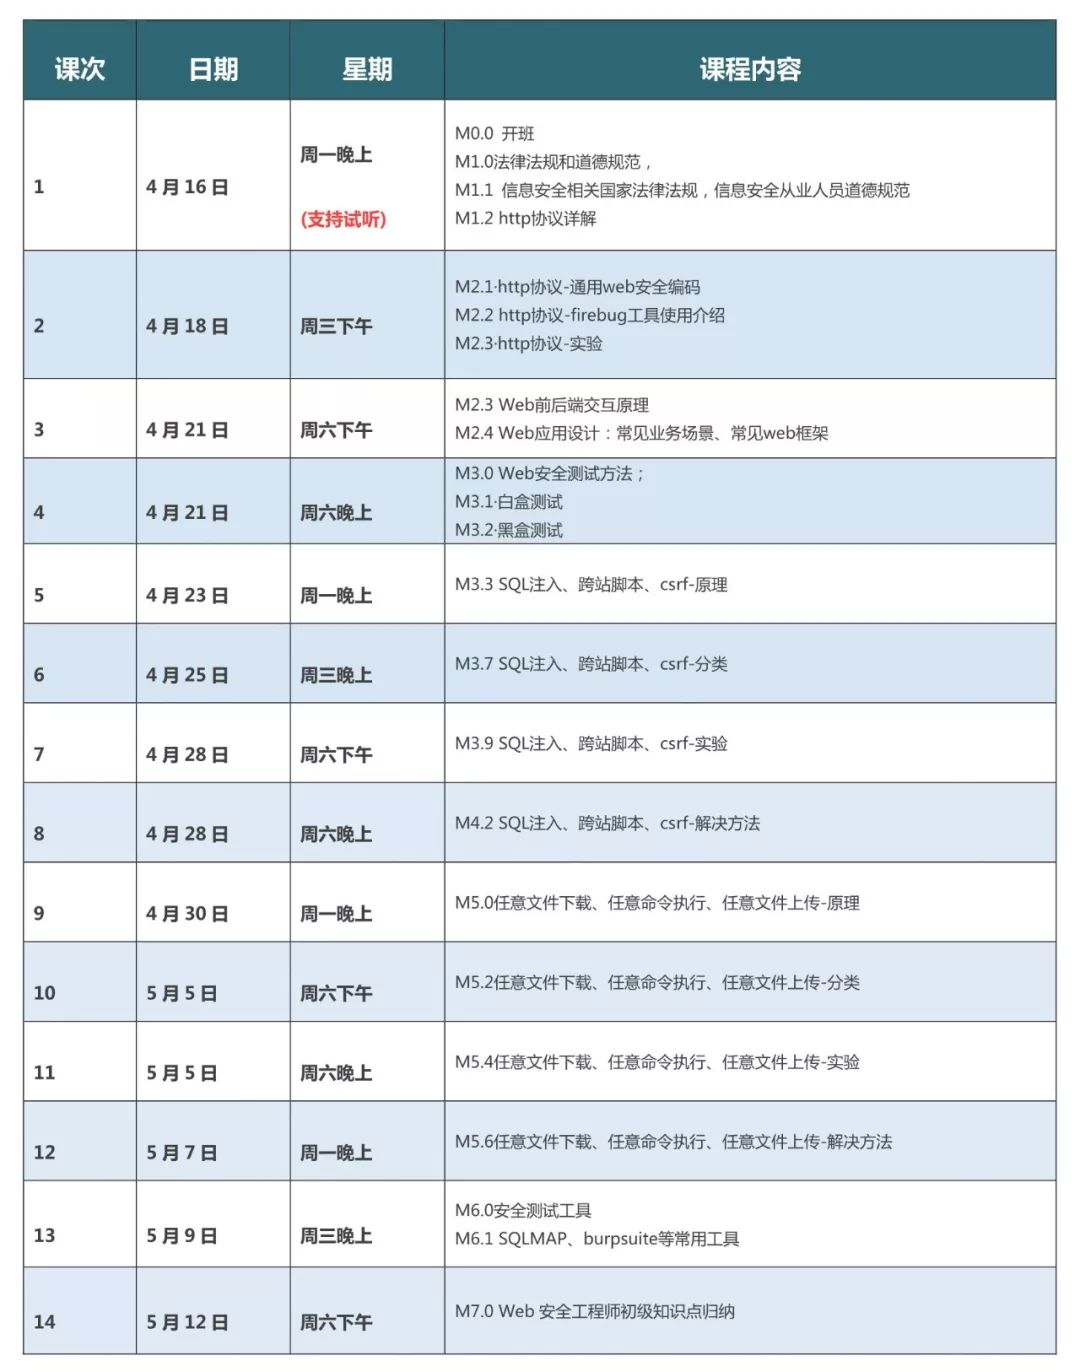 课次 日期 星期 课程内容
1 4 月 16 日 周一晚上
(支持试听)
M0.0 开班
M1.0法律法规和道德规范，
M1.1 信息安全相关国家法律法规，信息安全从业人员道德规范
M1.2 http协议详解
2 4 月 18 日 周三下午
M2.1·http协议-通用web安全编码
M2.2 http协议-firebug工具使用介绍
M2.3·http协议-实验
3 4 月 21 日 周六下午
M2.3 Web前后端交互原理
M2.4 Web应用设计：常见业务场景、常见web框架
4 4 月 21 日 周六晚上
M3.0 Web安全测试方法；
M3.1·白盒测试
M3.2·黑盒测试
5 4 月 23 日 周一晚上 M3.3 SQL注入、跨站脚本、csrf-原理
6 4 月 25 日 周三晚上 M3.7 SQL注入、跨站脚本、csrf-分类
7 4 月 28 日 周六下午 M3.9 SQL注入、跨站脚本、csrf-实验
8 4 月 28 日 周六晚上 M4.2 SQL注入、跨站脚本、csrf-解决方法
9 4 月 30 日 周一晚上 M5.0任意文件下载、任意命令执行、任意文件上传-原理
10 5 月 5 日 周六下午 M5.2任意文件下载、任意命令执行、任意文件上传-分类
11 5 月 5 日 周六晚上 M5.4任意文件下载、任意命令执行、任意文件上传-实验
12 5 月 7 日 周一晚上 M5.6任意文件下载、任意命令执行、任意文件上传-解决方法
13 5 月 9 日 周三晚上
M6.0安全测试工具
M6.1 SQLMAP、burpsuite等常用工具
14 5 月 12 日 周六下午 M7.0 Web 安全工程师初级知识点归纳